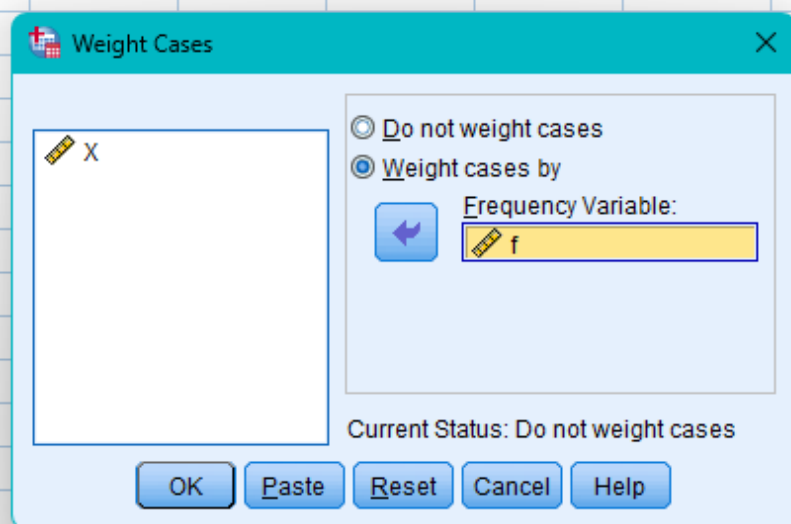 Weight Cases
X
Do not weight cases
Weight cases by
Frequency Variable:
f
Current Status: Do not weight cases
OK Paste Reset Cancel Help